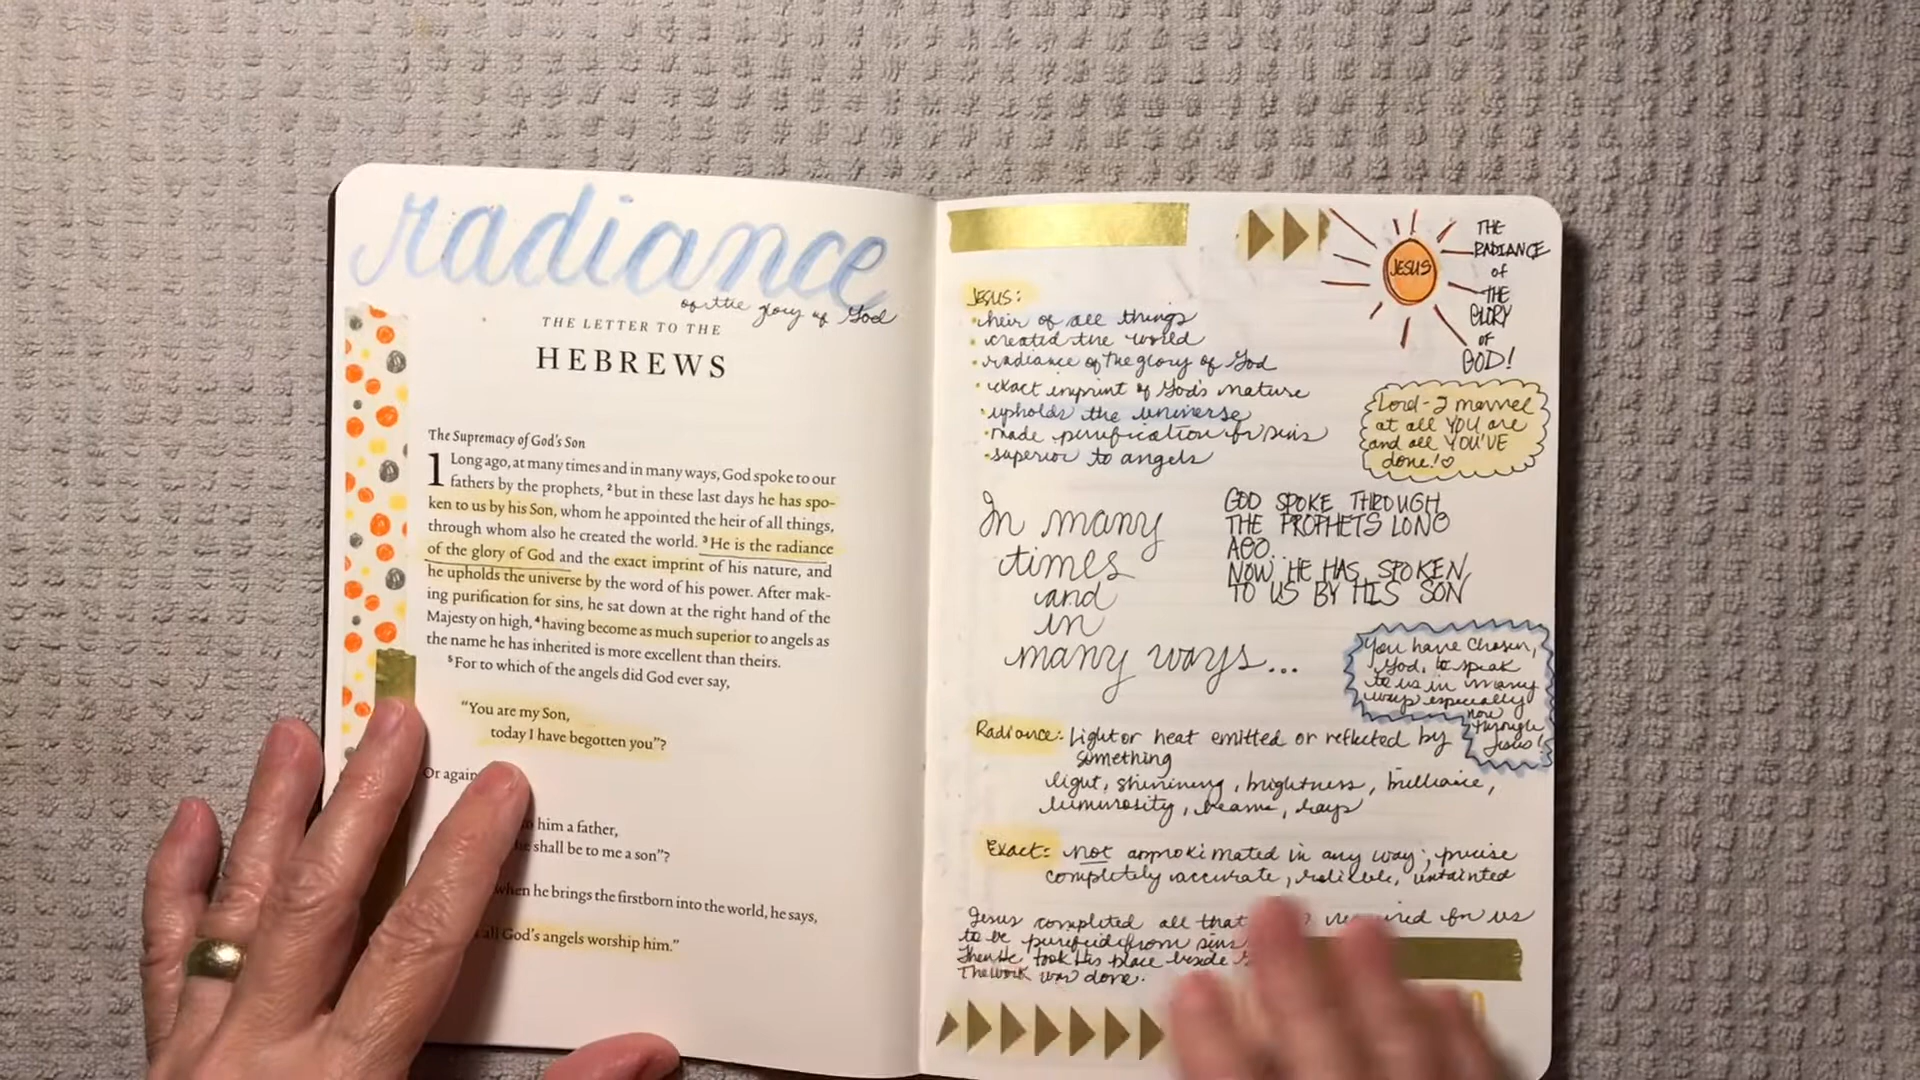 radiance
of the glory of God
THE LETTER TO THE
HEBREWS
The Supremacy of God's Son
1 Long ago, at many times and in many ways, God spoke to our
fathers by the prophets, 2 but in these last days he has spo-
ken to us by his Son, whom he appointed the heir of all things,
through whom also he created the world. 3 He is the radiance
of the glory of God and the exact imprint of his nature, and
he upholds the universe by the word of his power. After mak-
ing purification for sins, he sat down at the right hand of the
Majesty on high, 4 having become as much superior to angels as
the name he has inherited is more excellent than theirs.
5 For to which of the angels did God ever say,
"You are my Son,
today I have begotten you"?
Or again
him a father,
he shall be to me a son"?
when he brings the firstborn into the world, he says,
all God's angels worship him."
JESUS
THE
RADIANCE
of
THE
GLORY
of
GOD!
JESUS:
• heir of all things
• created the world
• radiance of the glory of God
• exact imprint of God's nature
• upholds the universe
• made purification for sins
• superior to angels
Lord - I marvel
at all YOU are
and all YOU'VE
done!♡
In many
times
and
in
many ways...
GOD SPOKE THROUGH
THE PROPHETS LONG
AGO..
NOW HE HAS SPOKEN
TO US BY HIS SON
You have chosen,
God, to speak
to us in many
ways especially
now
through
Jesus!
Radiance: Light or heat emitted or reflected by
something
light, shinining, brightness, brilliance,
luminosity, beams, rays
Exact: not approximated in any way; precise
completely accurate, reliable, untainted
Jesus completed all that required for us
to be purified from sins
Then He took His place beside
The work was done.